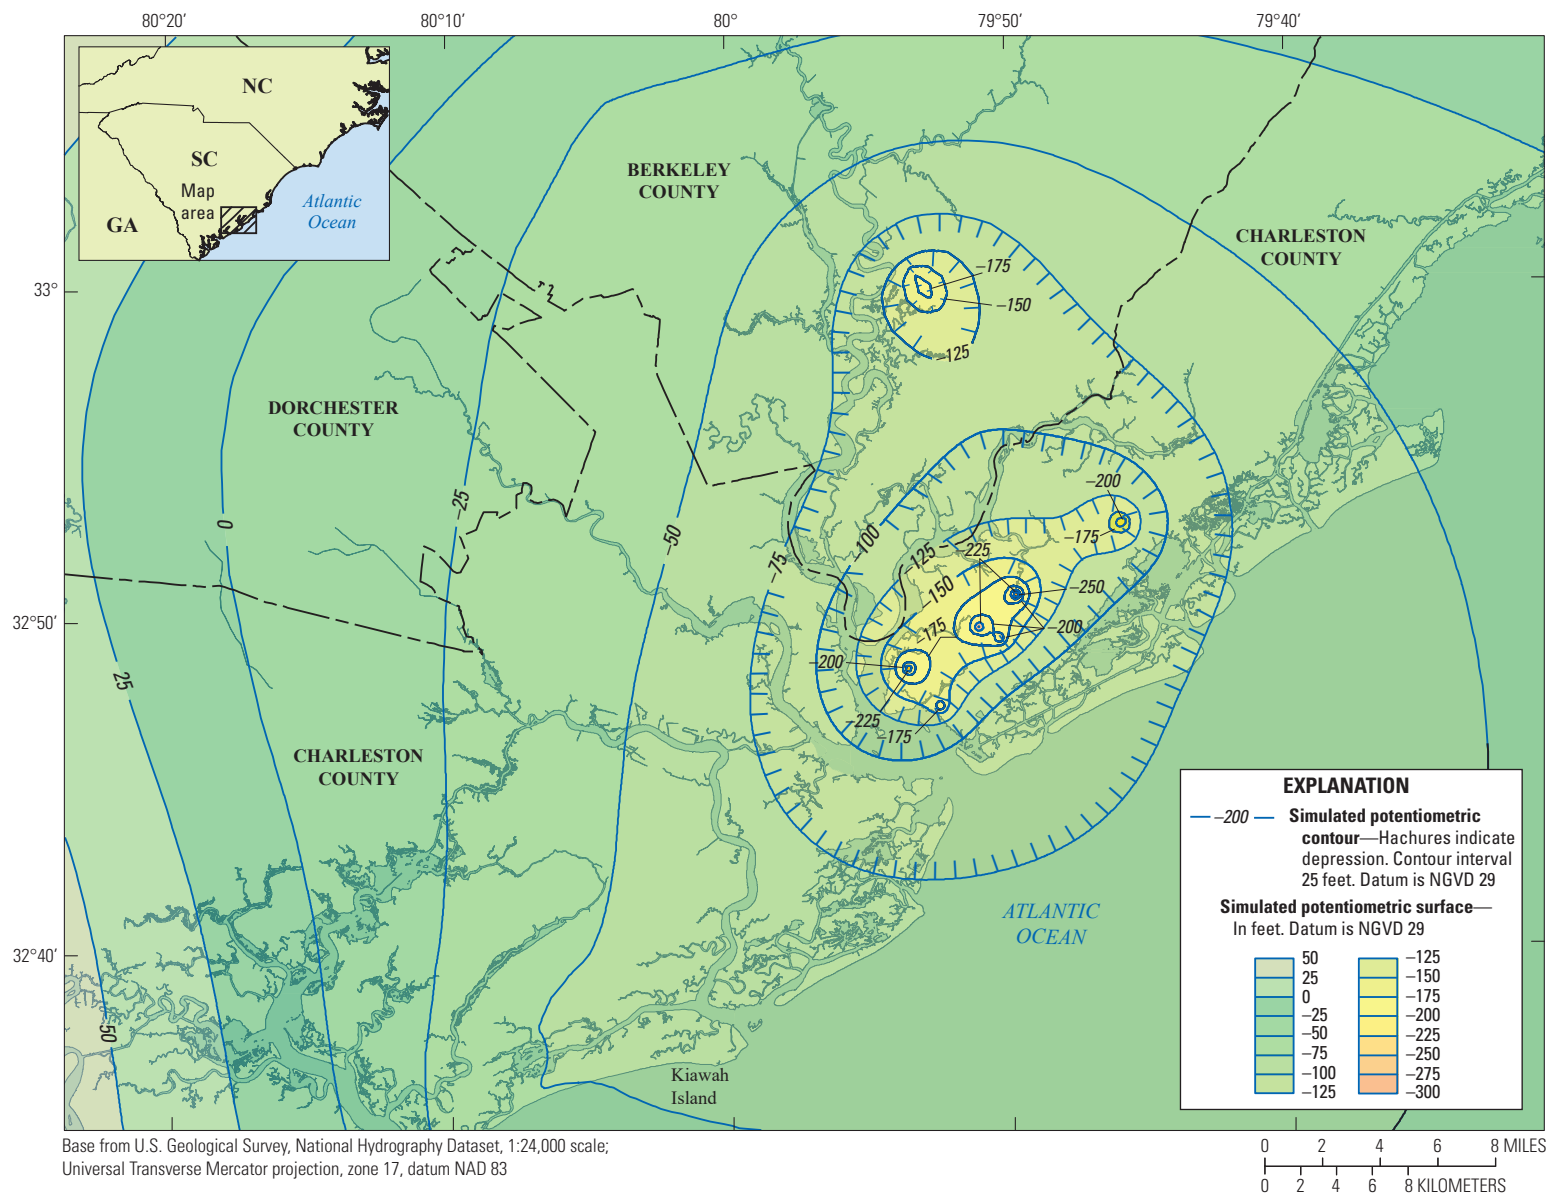 80°20′
80°10′
80°
79°50′
79°40′
33°
32°50′
32°40′
NC
SC
Map
area
GA
Atlantic
Ocean
BERKELEY
COUNTY
CHARLESTON
COUNTY
DORCHESTER
COUNTY
CHARLESTON
COUNTY
–175
–150
–125
–200
–175
–100
–125
–225
–150
–250
–175
–200
–200
–225
–175
–75
–50
–25
0
25
50
ATLANTIC
OCEAN
Kiawah
Island
EXPLANATION
–200
Simulated potentiometric
contour—Hachures indicate
depression. Contour interval
25 feet. Datum is NGVD 29
Simulated potentiometric surface—
In feet. Datum is NGVD 29
50
25
0
–25
–50
–75
–100
–125
–125
–150
–175
–200
–225
–250
–275
–300
Base from U.S. Geological Survey, National Hydrography Dataset, 1:24,000 scale;
Universal Transverse Mercator projection, zone 17, datum NAD 83
0 2 4 6 8 MILES
0 2 4 6 8 KILOMETERS